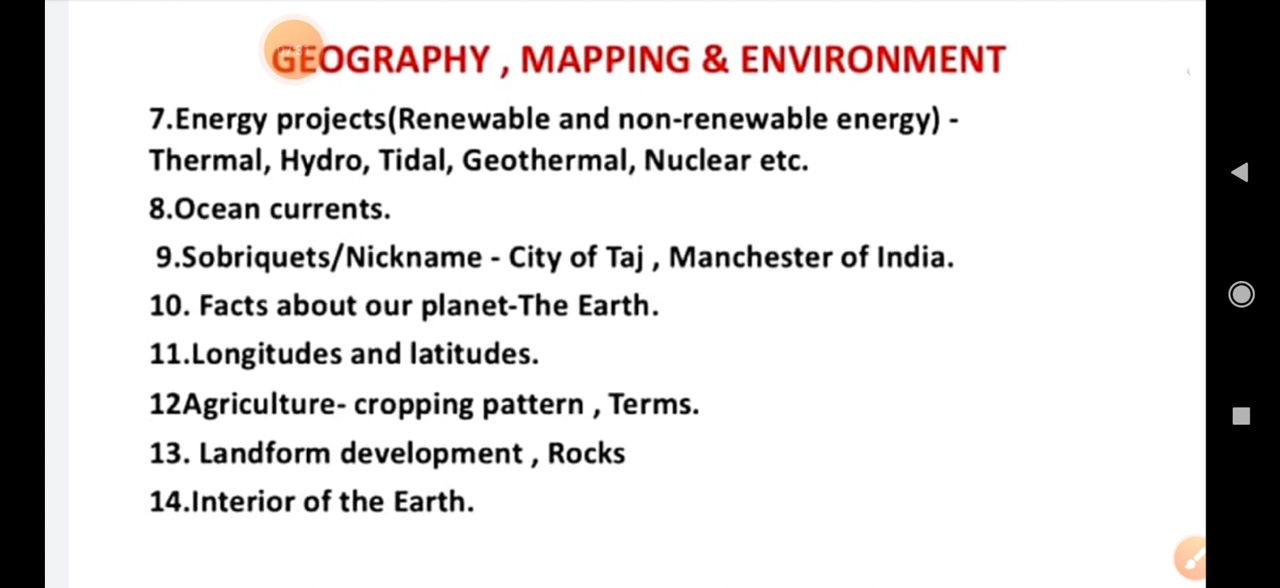 GEOGRAPHY , MAPPING & ENVIRONMENT
7.Energy projects(Renewable and non-renewable energy) -
Thermal, Hydro, Tidal, Geothermal, Nuclear etc.
8.Ocean currents.
9.Sobriquets/Nickname - City of Taj , Manchester of India.
10. Facts about our planet-The Earth.
11.Longitudes and latitudes.
12Agriculture- cropping pattern , Terms.
13. Landform development , Rocks
14.Interior of the Earth.